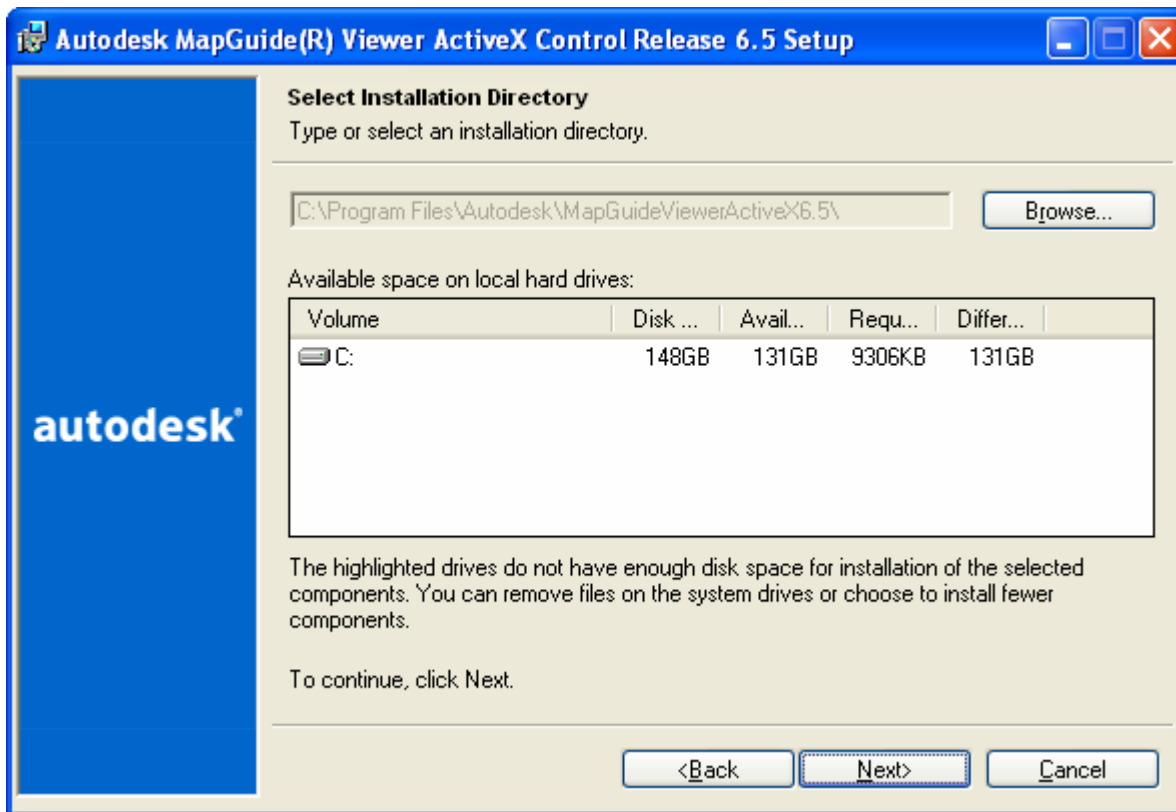 Autodesk MapGuide(R) Viewer ActiveX Control Release 6.5 Setup
Select Installation Directory
Type or select an installation directory.
C:\Program Files\Autodesk\MapGuideViewerActiveX6.5\
Browse...
Available space on local hard drives:
Volume Disk ... Avail... Requ... Differ...
C: 148GB 131GB 9306KB 131GB
autodesk®
The highlighted drives do not have enough disk space for installation of the selected
components. You can remove files on the system drives or choose to install fewer
components.
To continue, click Next.
<Back Next> Cancel